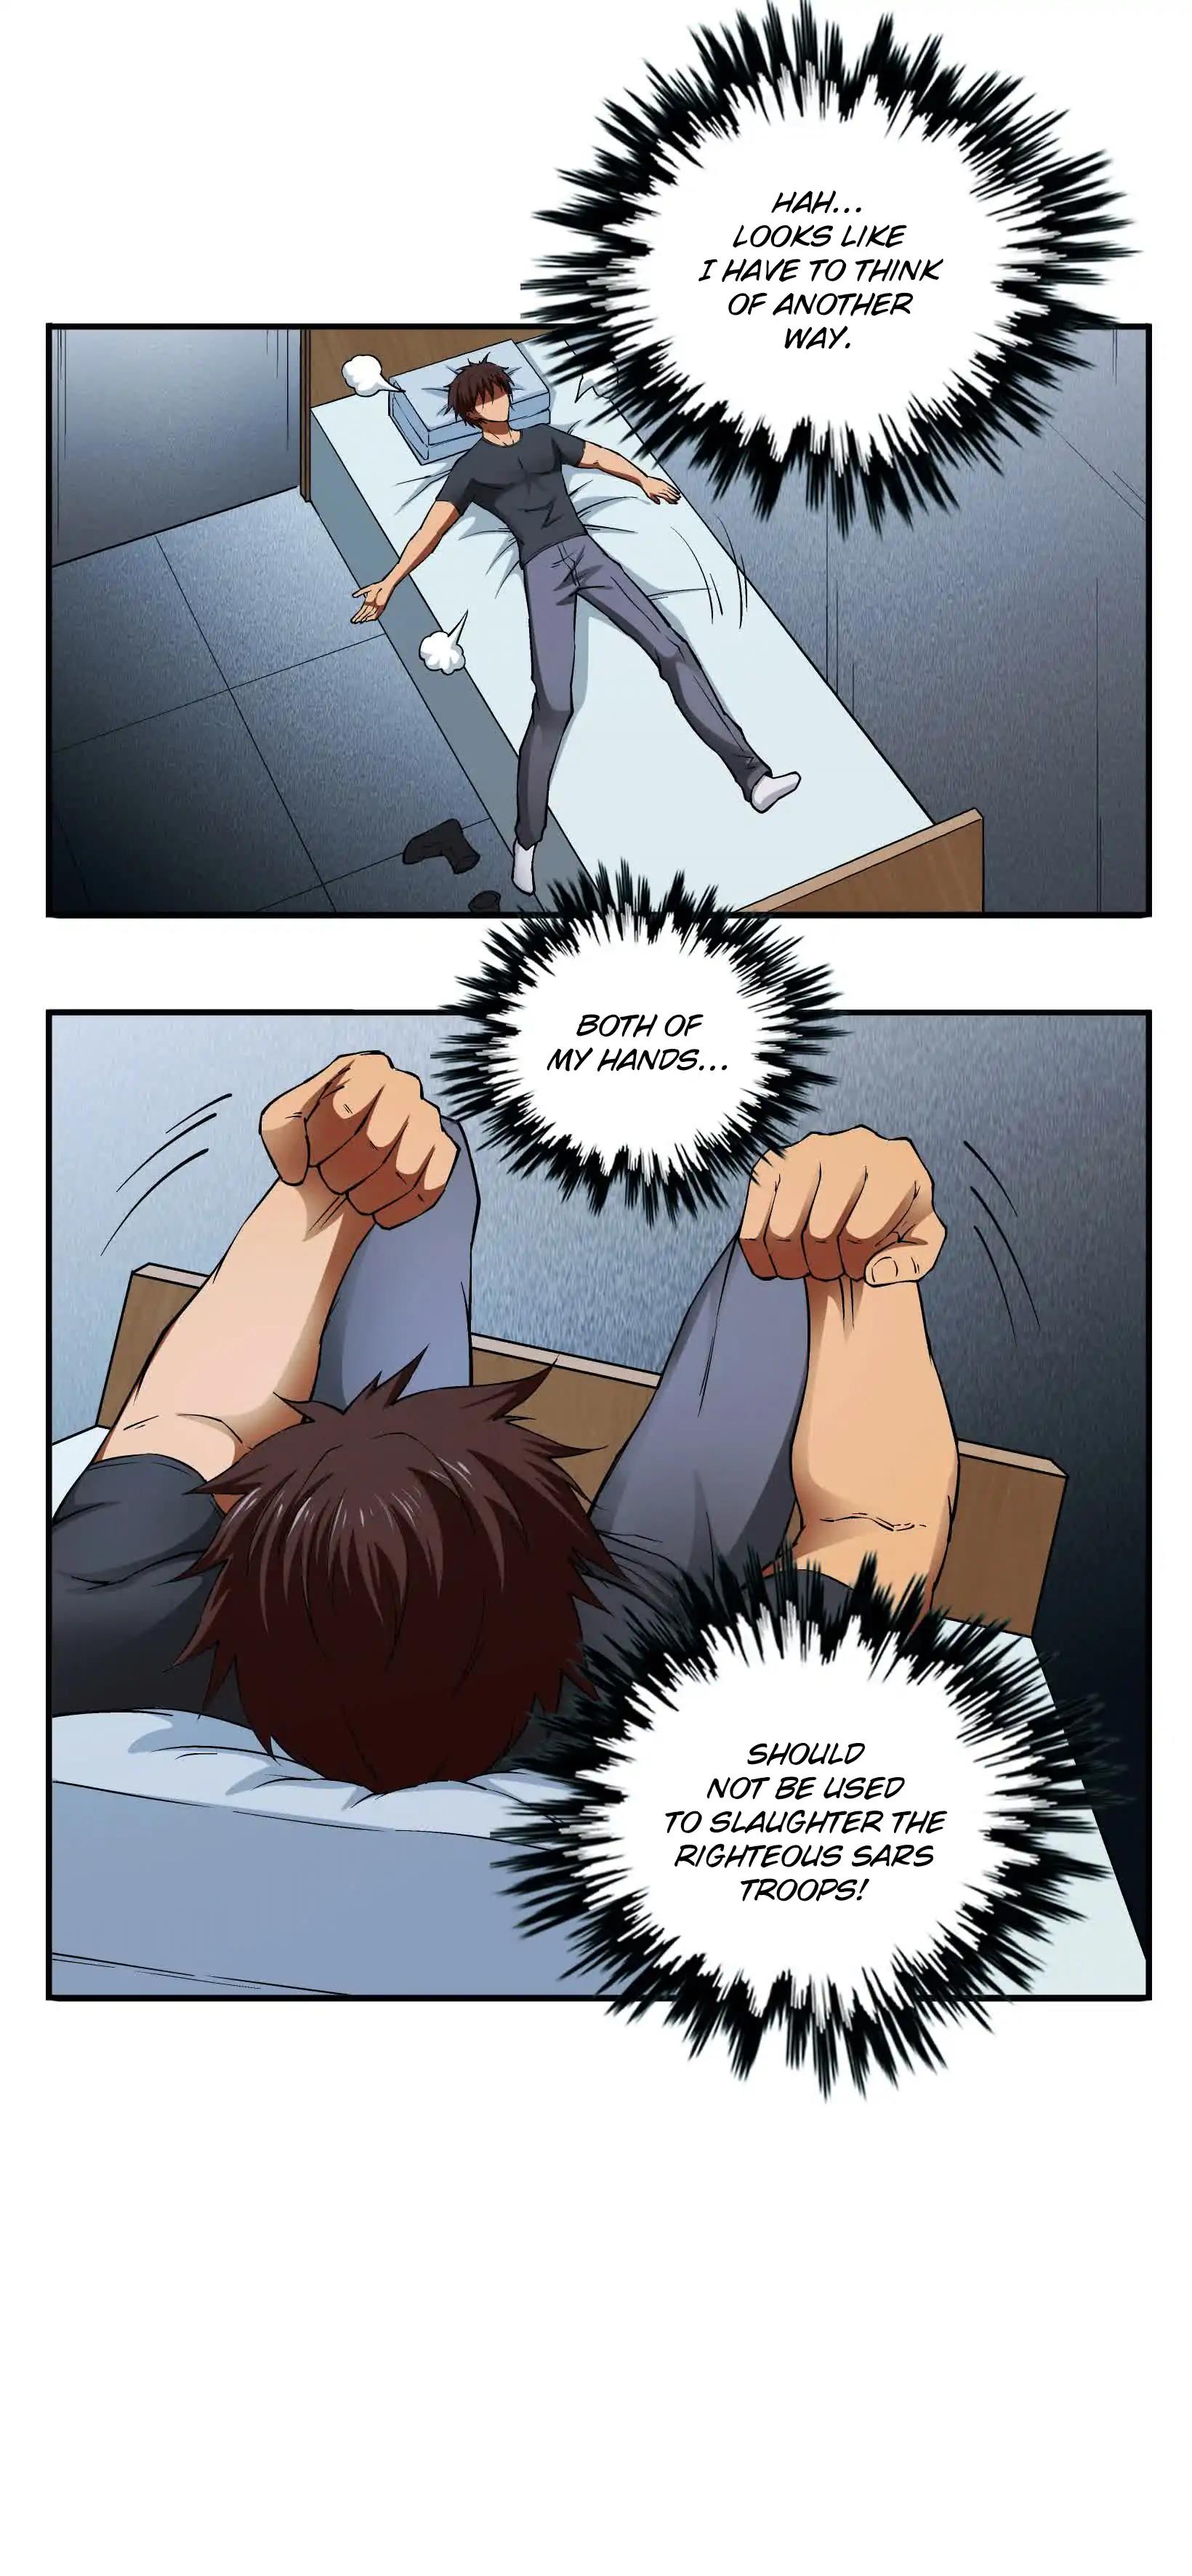 HAH...
LOOKS LIKE
I HAVE TO THINK
OF ANOTHER
WAY.
BOTH OF
MY HANDS...
SHOULD
NOT BE USED
TO SLAUGHTER THE
RIGHTEOUS SARS
TROOPS!